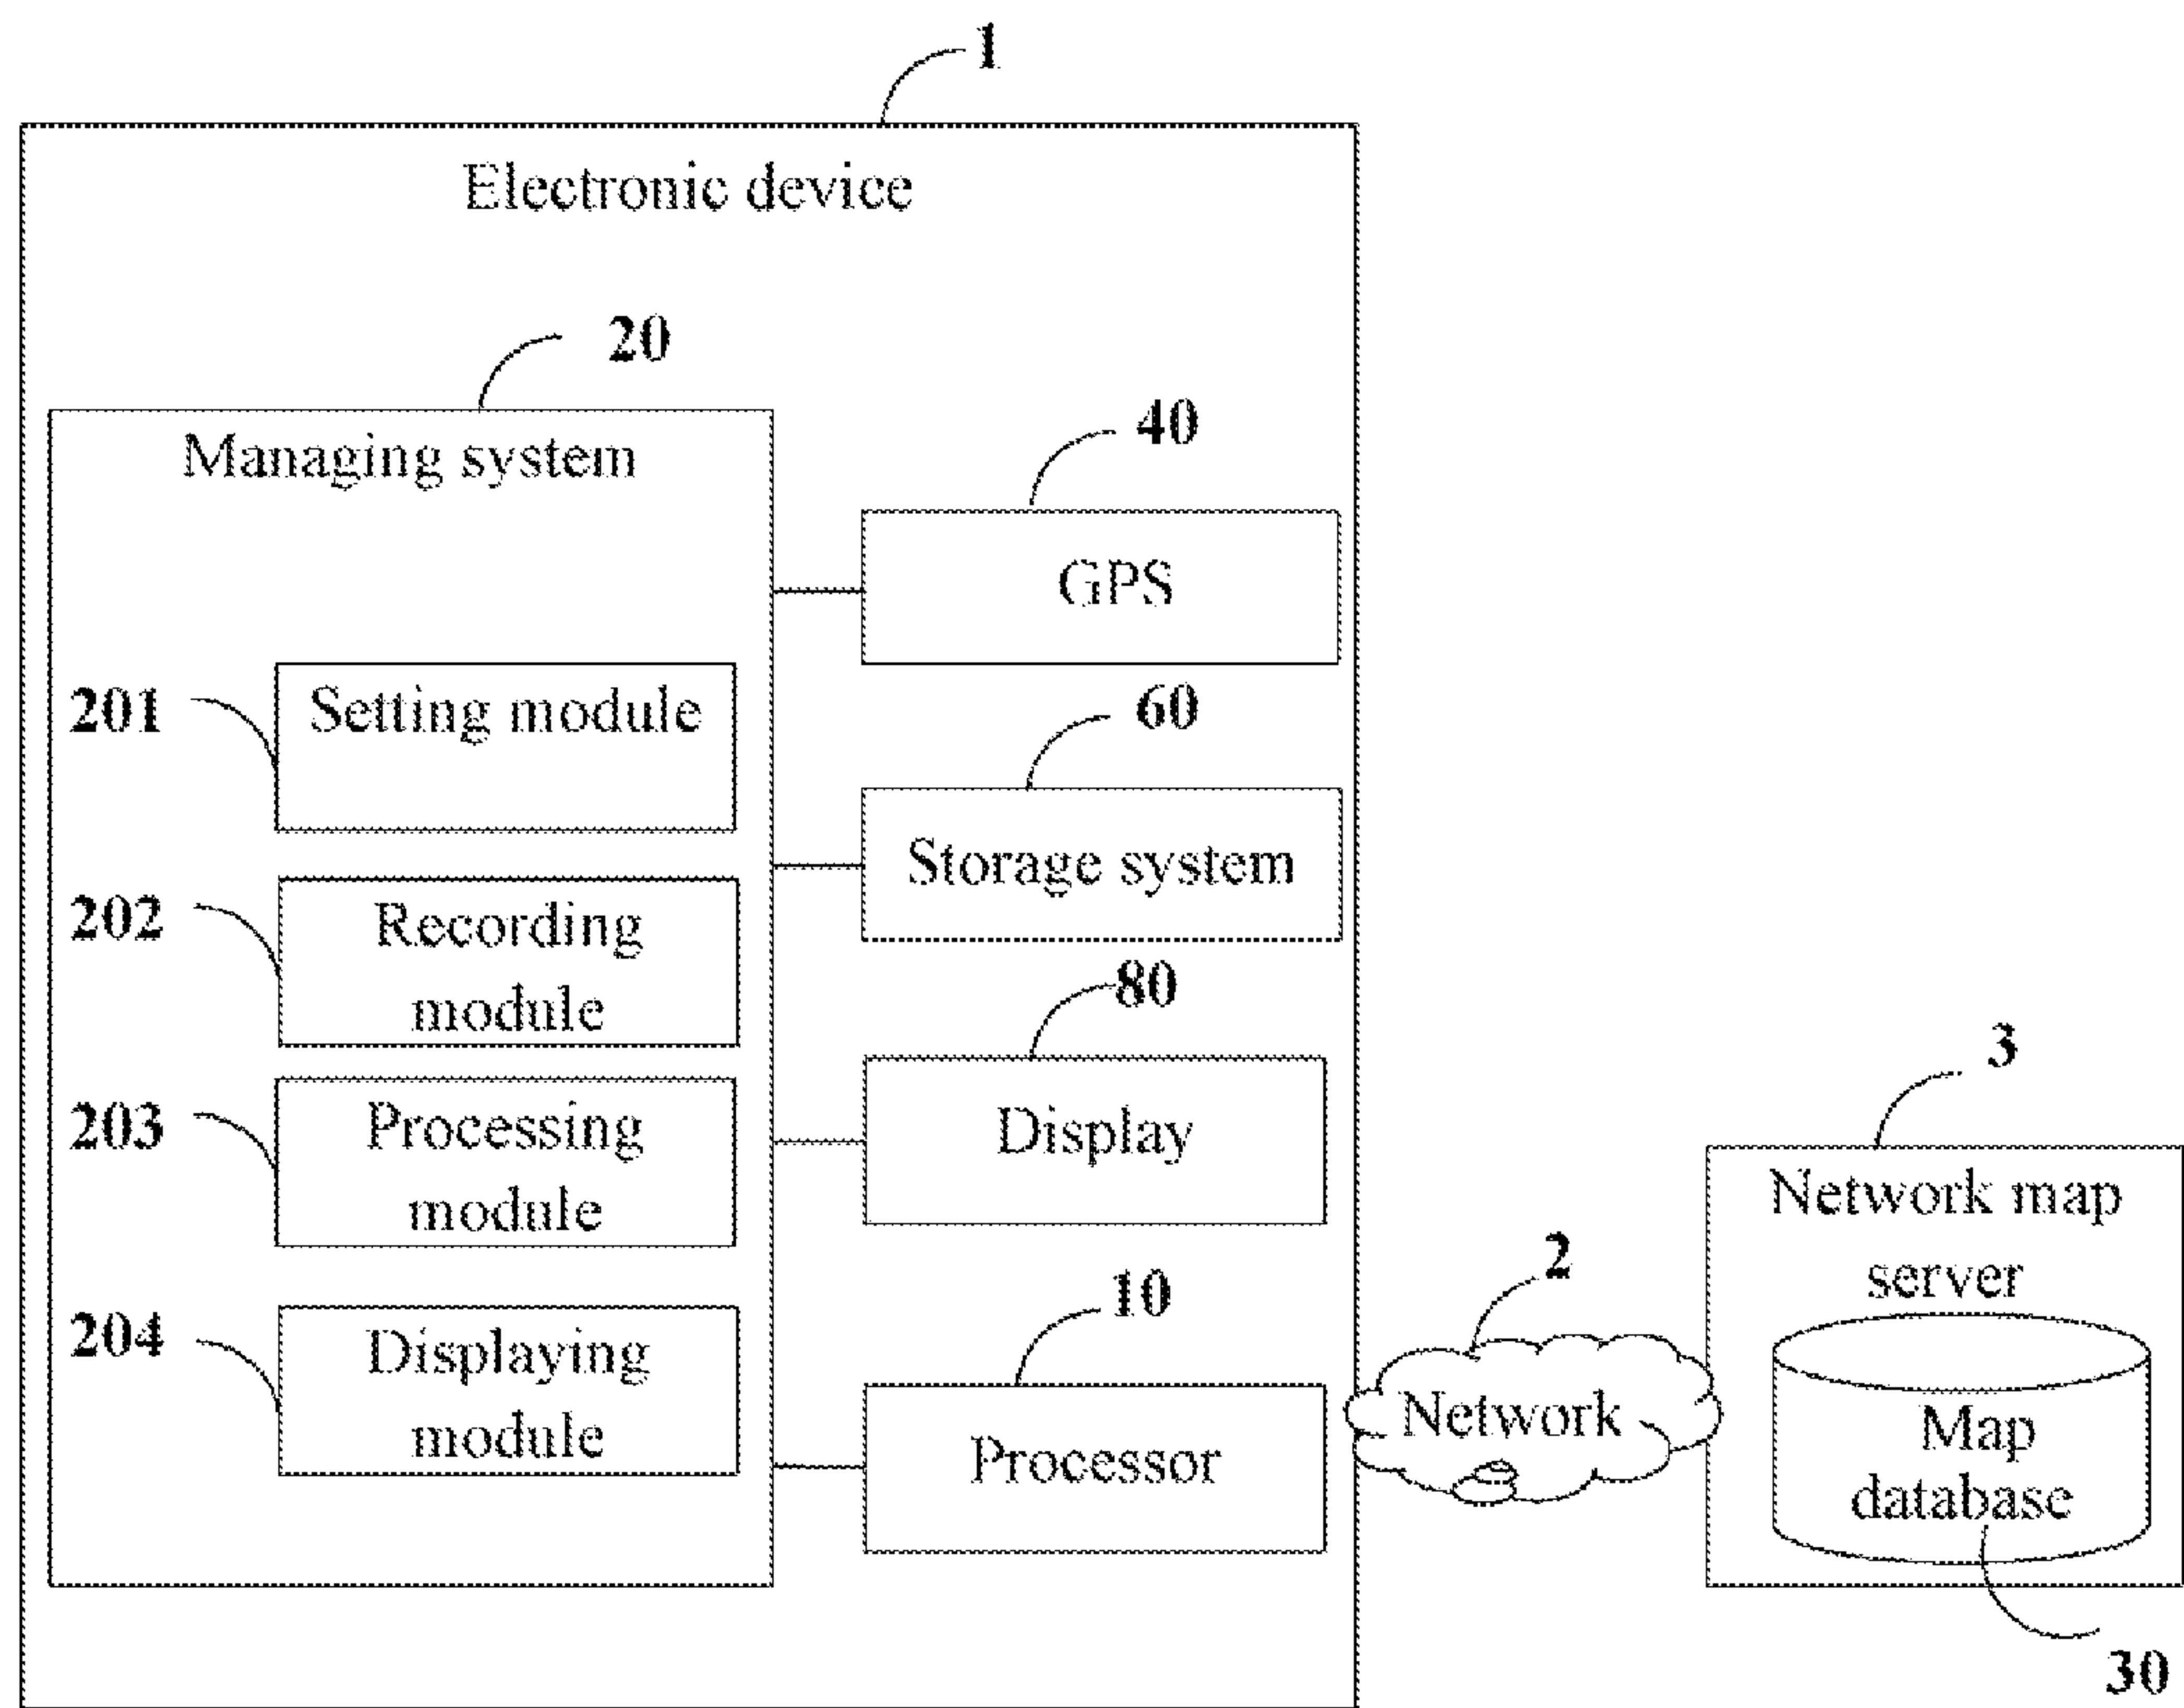 1
Electronic device
20
Managing system
40
GPS
201
Setting module
60
Storage system
202
Recording
module
80
Display
203
Processing
module
10
Processor
204
Displaying
module
2
Network
3
Network map
server
Map
database
30